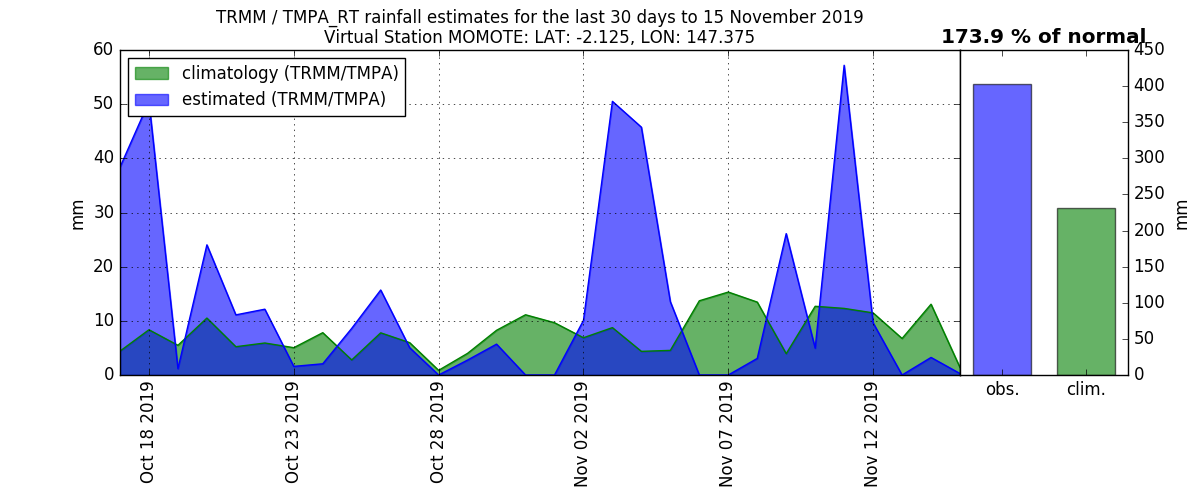 TRMM / TMPA_RT rainfall estimates for the last 30 days to 15 November 2019
Virtual Station MOMOTE: LAT: -2.125, LON: 147.375
173.9 % of normal
climatology (TRMM/TMPA)
estimated (TRMM/TMPA)
60
50
40
30
20
10
0
mm
Oct 18 2019
Oct 23 2019
Oct 28 2019
Nov 02 2019
Nov 07 2019
Nov 12 2019
450
400
350
300
250
200
150
100
50
0
mm
obs.
clim.